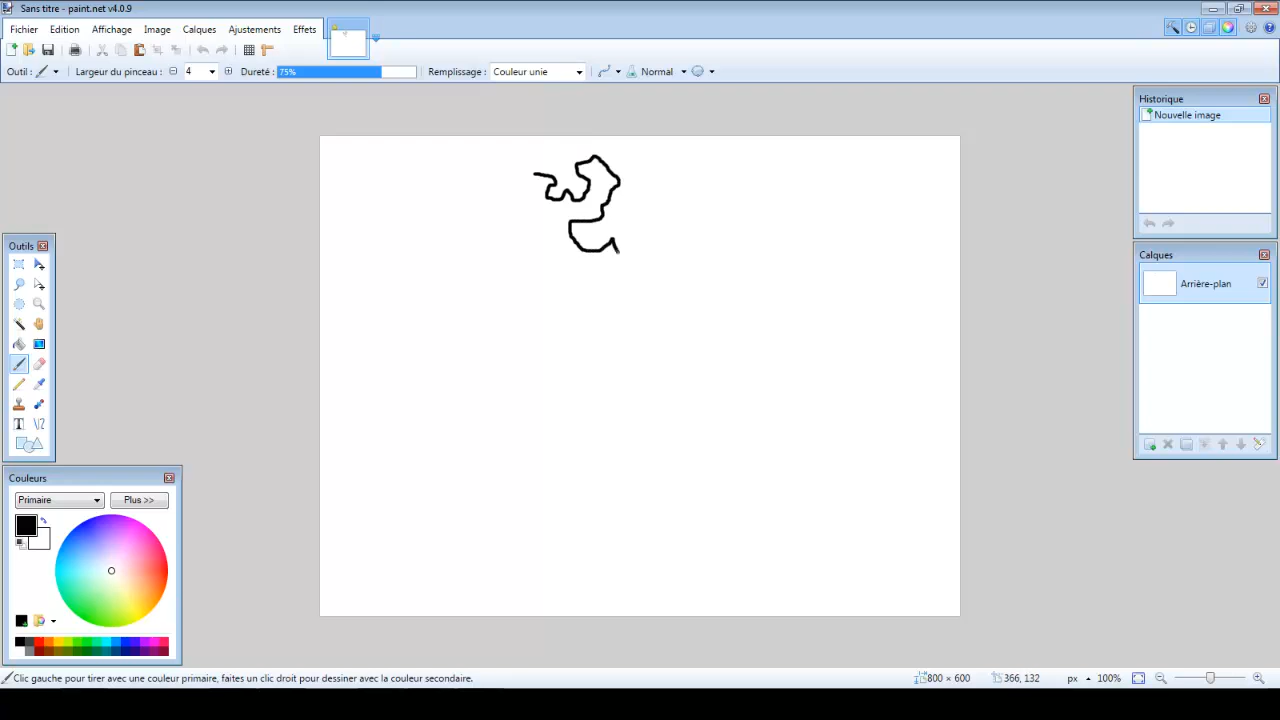 Sans titre - paint.net v4.0.9
Fichier Edition Affichage Image Calques Ajustements Effets
Outil : Largeur du pinceau : 4 Dureté : 75% Remplissage : Couleur unie Normal
Historique
Nouvelle image
Outils
Calques
Arrière-plan
Couleurs
Primaire Plus >>
Clic gauche pour tirer avec une couleur primaire, faites un clic droit pour dessiner avec la couleur secondaire. 800 × 600 366, 132 px 100%